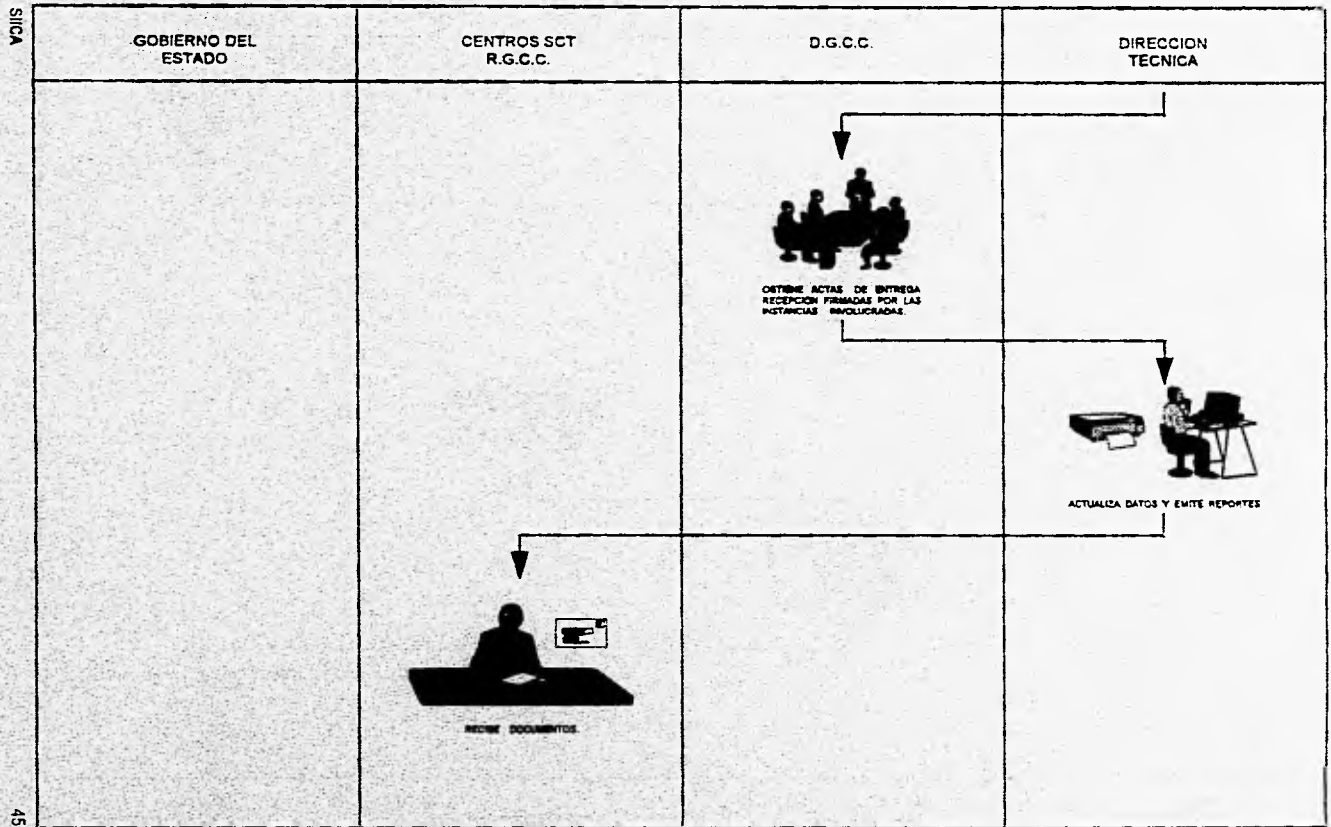 SIICA
GOBIERNO DEL
ESTADO
CENTROS SCT
R.G.C.C.
D.G.C.C.
DIRECCION
TECNICA
OBTIENE ACTAS DE ENTREGA
RECEPCIÓN FIRMADAS POR LAS
INSTANCIAS INVOLUCRADAS.
ACTUALIZA DATOS Y EMITE REPORTES
RECIBE DOCUMENTOS.
45